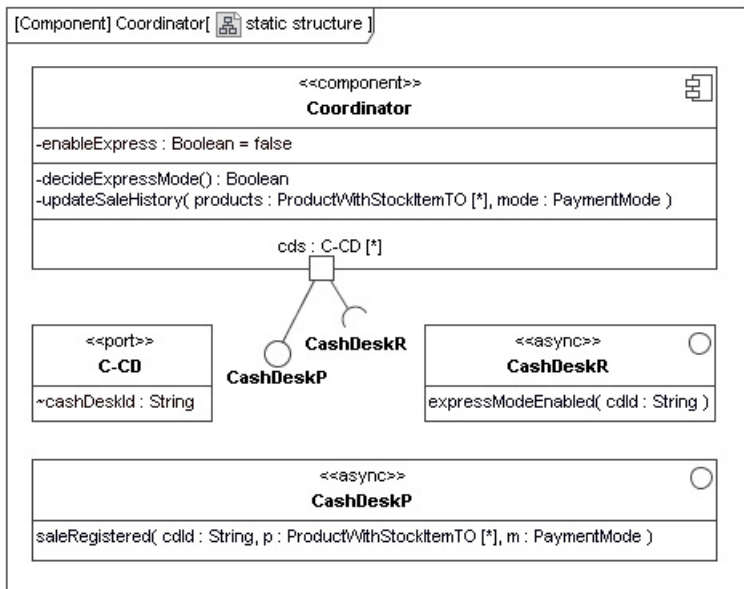 [Component] Coordinator[ static structure ]
<<component>>
Coordinator
-enableExpress : Boolean = false
-decideExpressMode() : Boolean
-updateSaleHistory( products : ProductWithStockItemTO [*], mode : PaymentMode )
cds : C-CD [*]
CashDeskR
CashDeskP
<<port>>
C-CD
~cashDeskId : String
<<async>>
CashDeskR
expressModeEnabled( cdId : String )
<<async>>
CashDeskP
saleRegistered( cdId : String, p : ProductWithStockItemTO [*], m : PaymentMode )